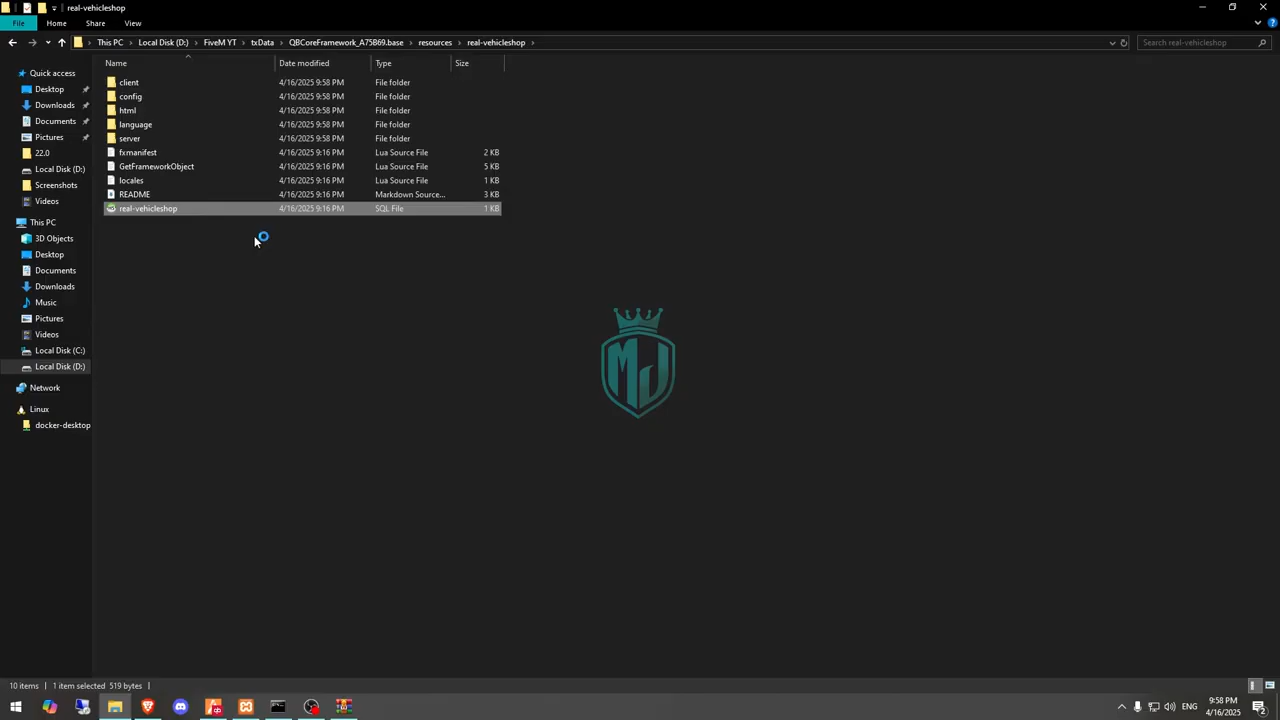 real-vehicleshop
File Home Share View
This PC Local Disk (D:) FiveM YT txData QBCoreFramework_A75B69.base resources real-vehicleshop
Search real-vehicleshop
Name Date modified Type Size
client 4/16/2025 9:58 PM File folder
config 4/16/2025 9:58 PM File folder
html 4/16/2025 9:58 PM File folder
language 4/16/2025 9:58 PM File folder
server 4/16/2025 9:58 PM File folder
fxmanifest 4/16/2025 9:16 PM Lua Source File 2 KB
GetFrameworkObject 4/16/2025 9:16 PM Lua Source File 5 KB
locales 4/16/2025 9:16 PM Lua Source File 1 KB
README 4/16/2025 9:16 PM Markdown Source... 3 KB
real-vehicleshop 4/16/2025 9:16 PM SQL File 1 KB
Quick access
Desktop
Downloads
Documents
Pictures
22.0
Local Disk (D:)
Screenshots
Videos
This PC
3D Objects
Desktop
Documents
Downloads
Music
Pictures
Videos
Local Disk (C:)
Local Disk (D:)
Network
Linux
docker-desktop
MJ
10 items 1 item selected 519 bytes
ENG
9:58 PM
4/16/2025
2